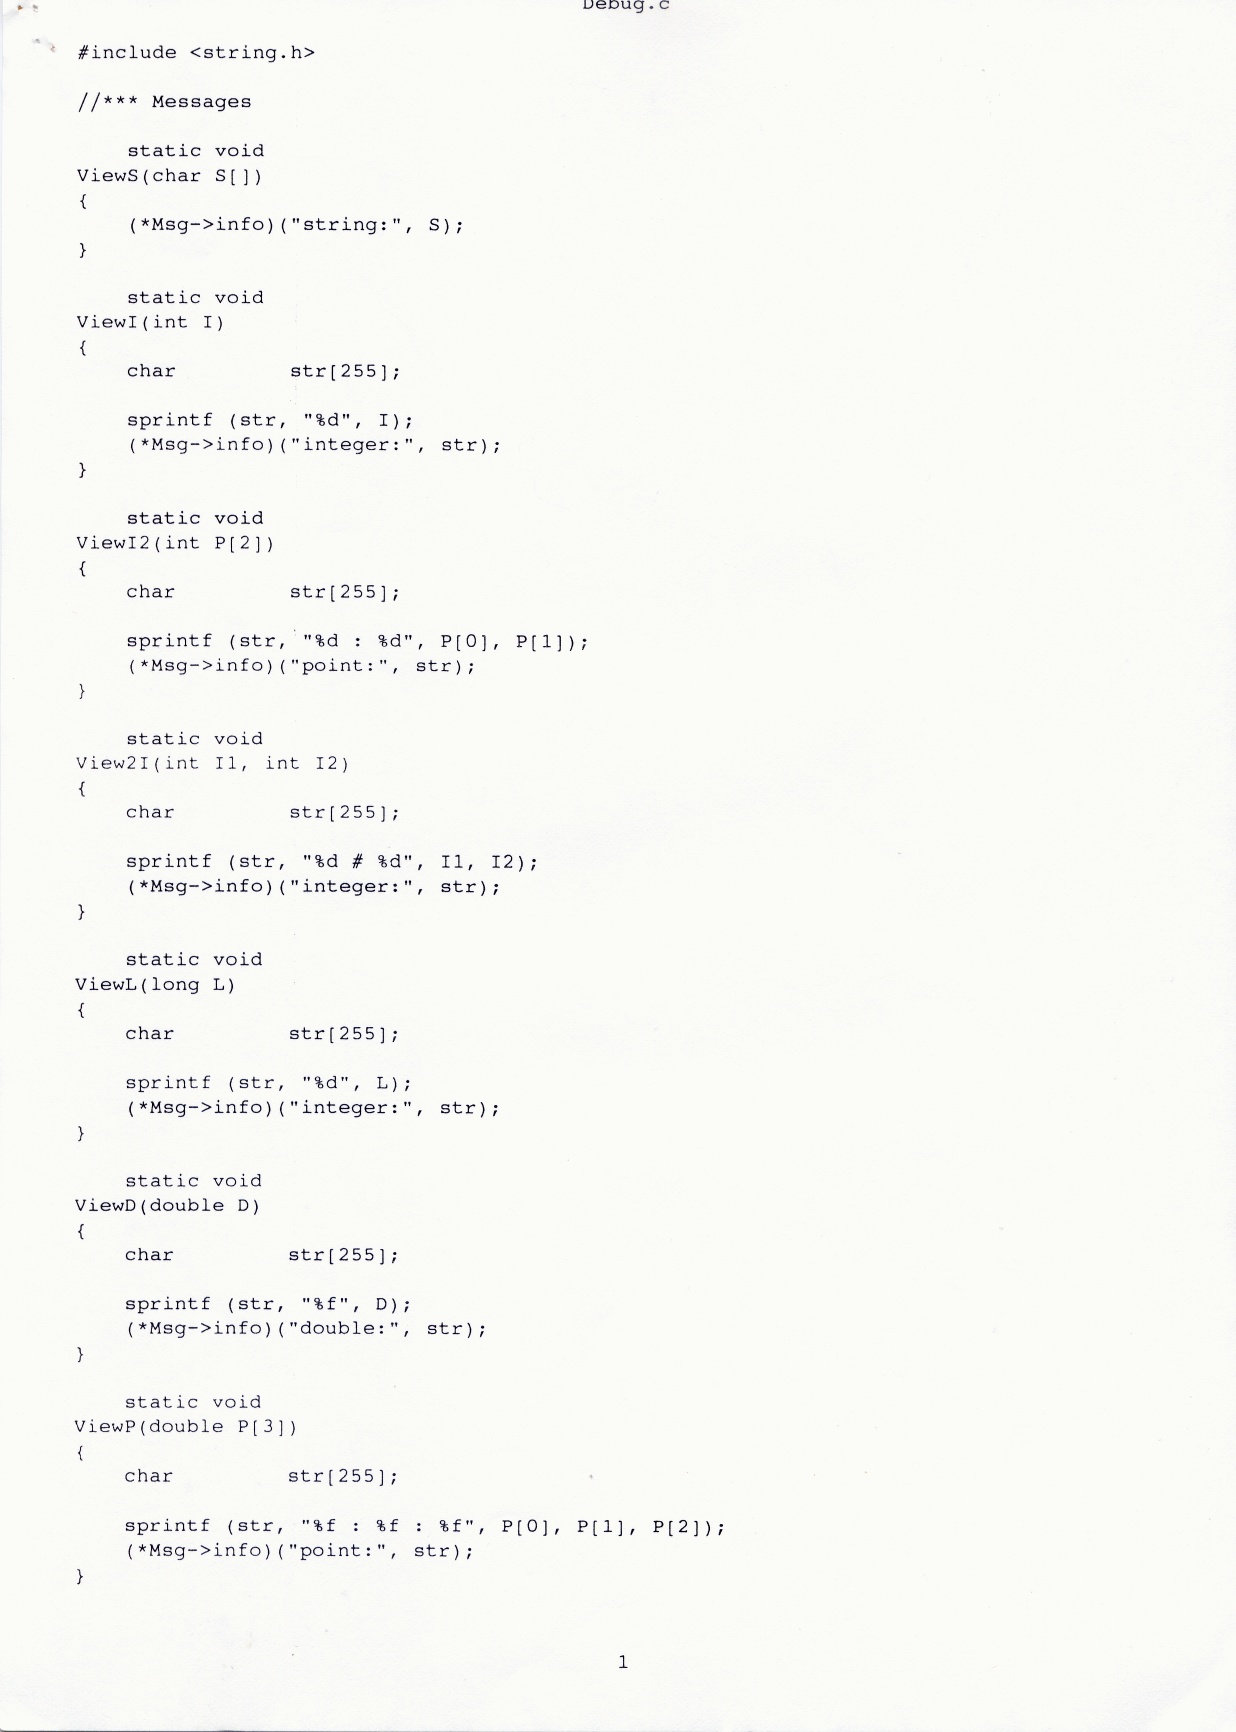 Debug.c
#include <string.h>
//*** Messages
static void
ViewS(char S[])
{
(*Msg->info)("string:", S);
}
static void
ViewI(int I)
{
char str[255];
sprintf (str, "%d", I);
(*Msg->info)("integer:", str);
}
static void
ViewI2(int P[2])
{
char str[255];
sprintf (str, "%d : %d", P[0], P[1]);
(*Msg->info)("point:", str);
}
static void
View2I(int I1, int I2)
{
char str[255];
sprintf (str, "%d # %d", I1, I2);
(*Msg->info)("integer:", str);
}
static void
ViewL(long L)
{
char str[255];
sprintf (str, "%d", L);
(*Msg->info)("integer:", str);
}
static void
ViewD(double D)
{
char str[255];
sprintf (str, "%f", D);
(*Msg->info)("double:", str);
}
static void
ViewP(double P[3])
{
char str[255];
sprintf (str, "%f : %f : %f", P[0], P[1], P[2]);
(*Msg->info)("point:", str);
}
1